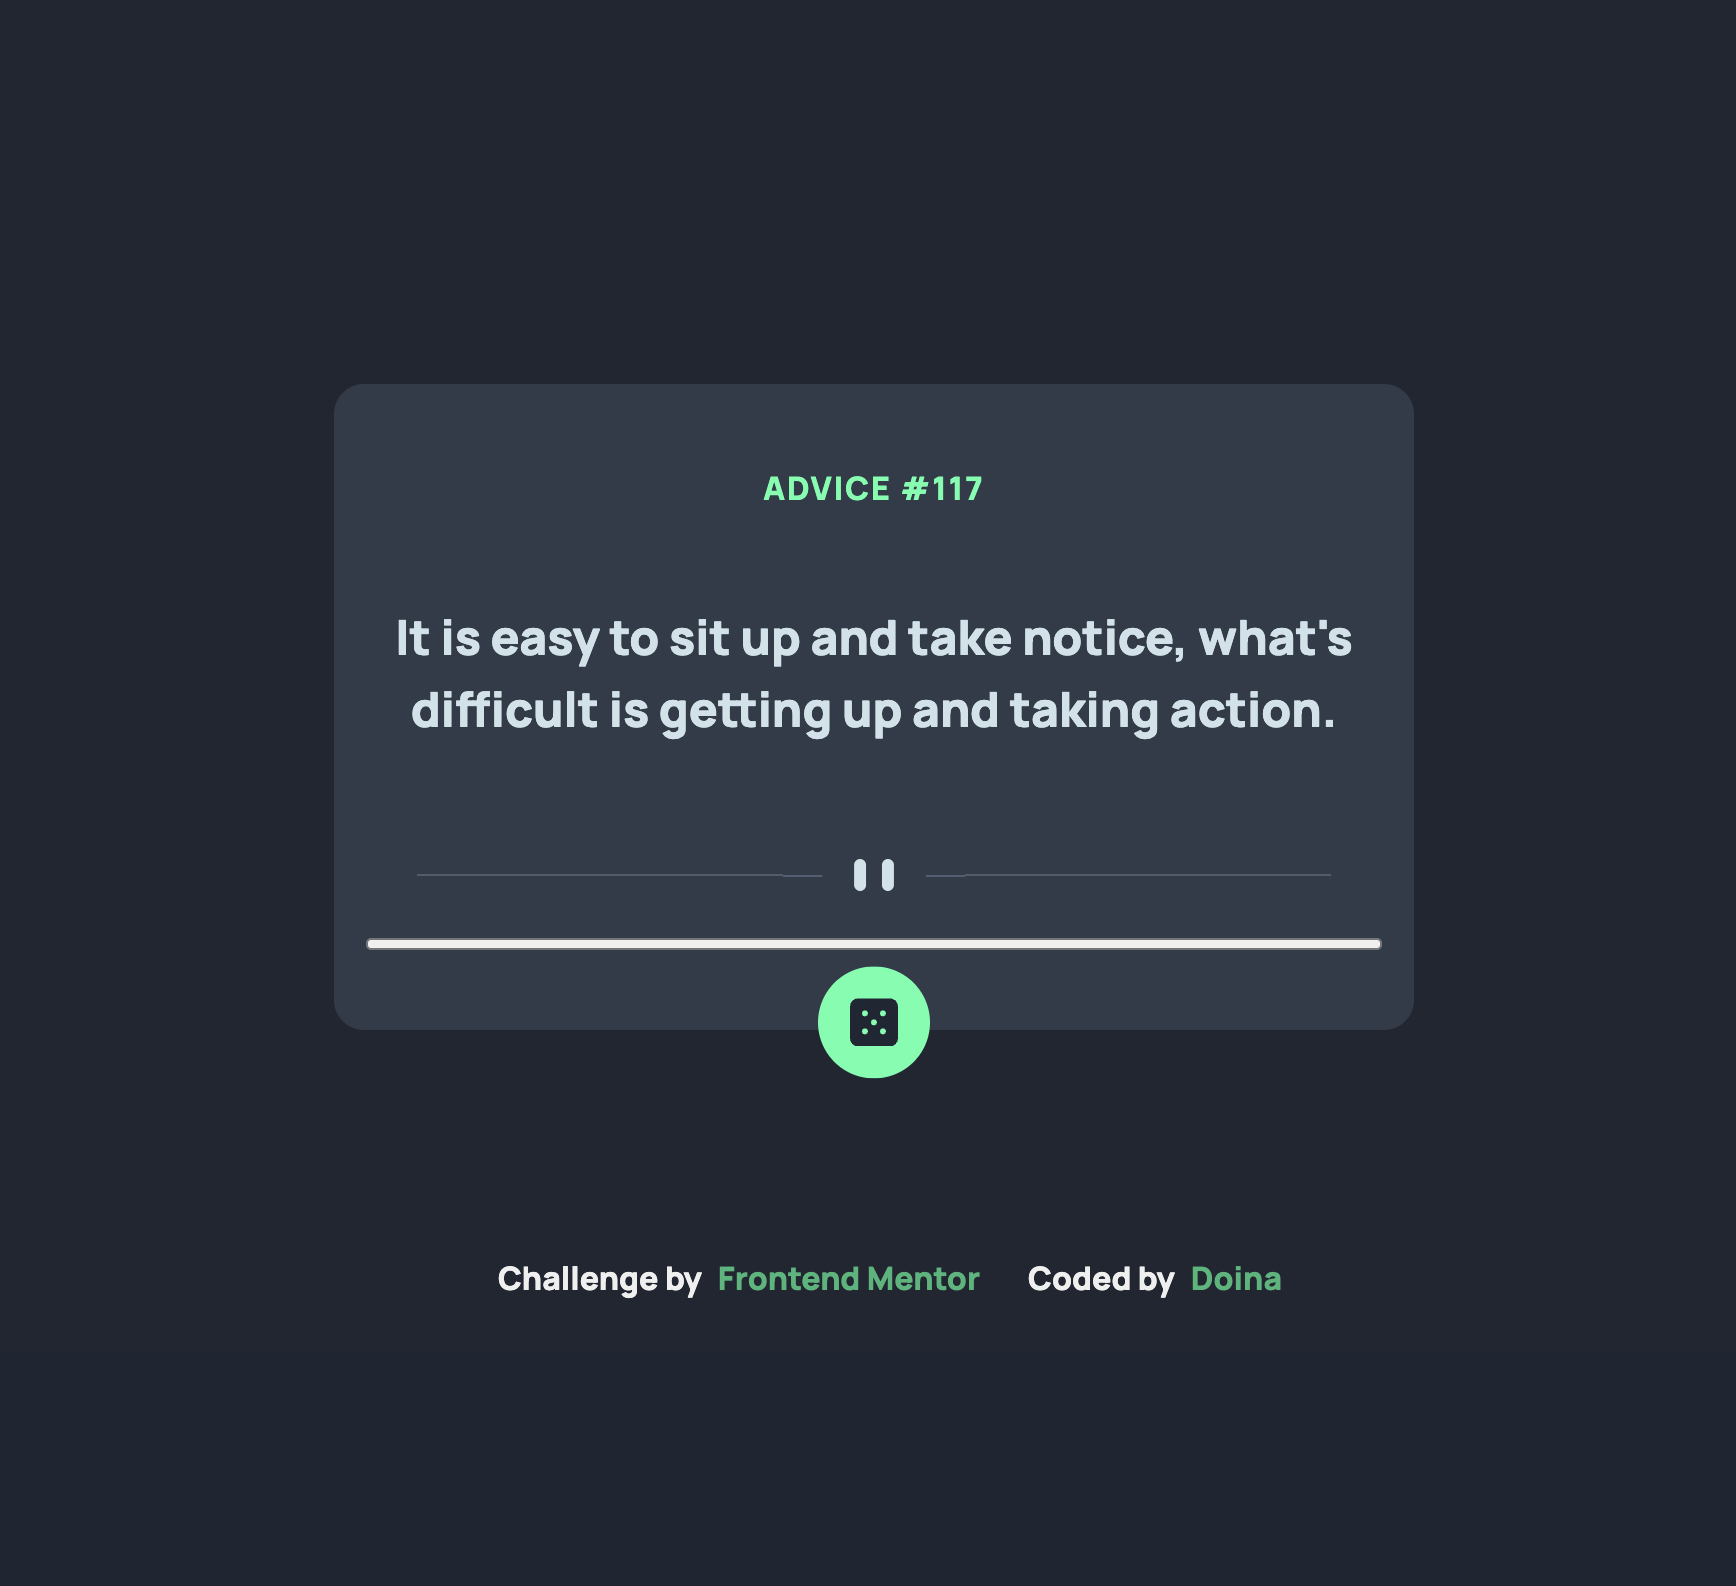 ADVICE #117
It is easy to sit up and take notice, what's
difficult is getting up and taking action.
Challenge by Frontend Mentor Coded by Doina